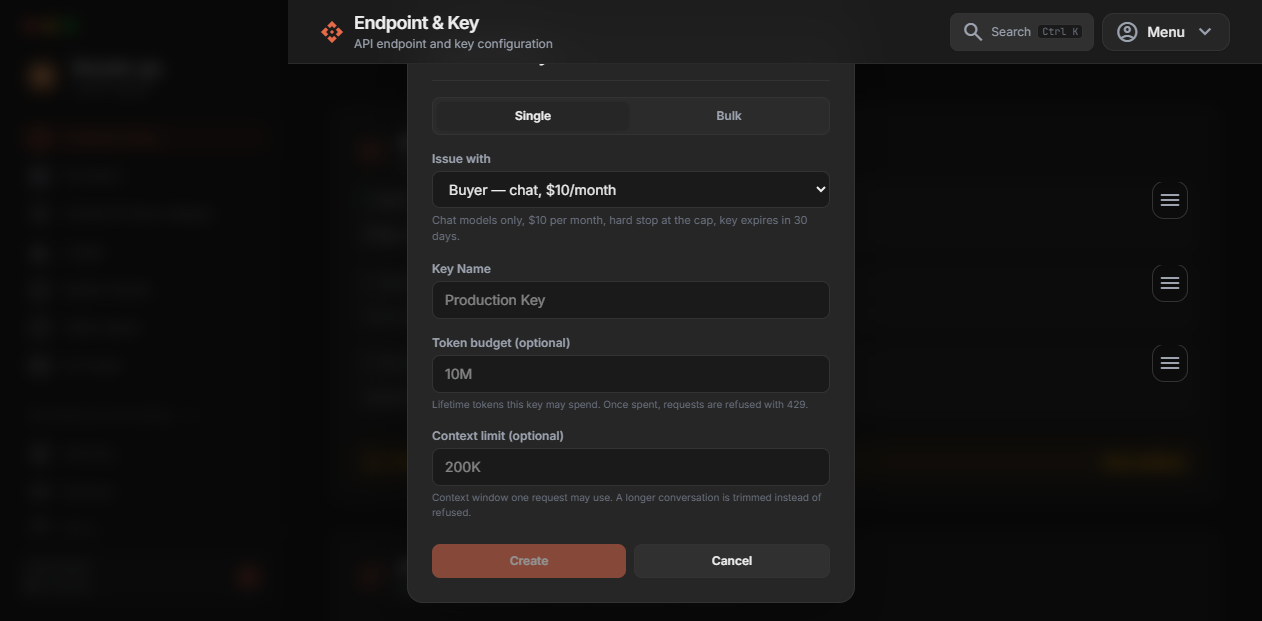 Endpoint & Key
API endpoint and key configuration
Search Ctrl K
Menu
Single
Bulk
Issue with
Buyer — chat, $10/month
Chat models only, $10 per month, hard stop at the cap, key expires in 30
days.
Key Name
Production Key
Token budget (optional)
10M
Lifetime tokens this key may spend. Once spent, requests are refused with 429.
Context limit (optional)
200K
Context window one request may use. A longer conversation is trimmed instead of
refused.
Create
Cancel